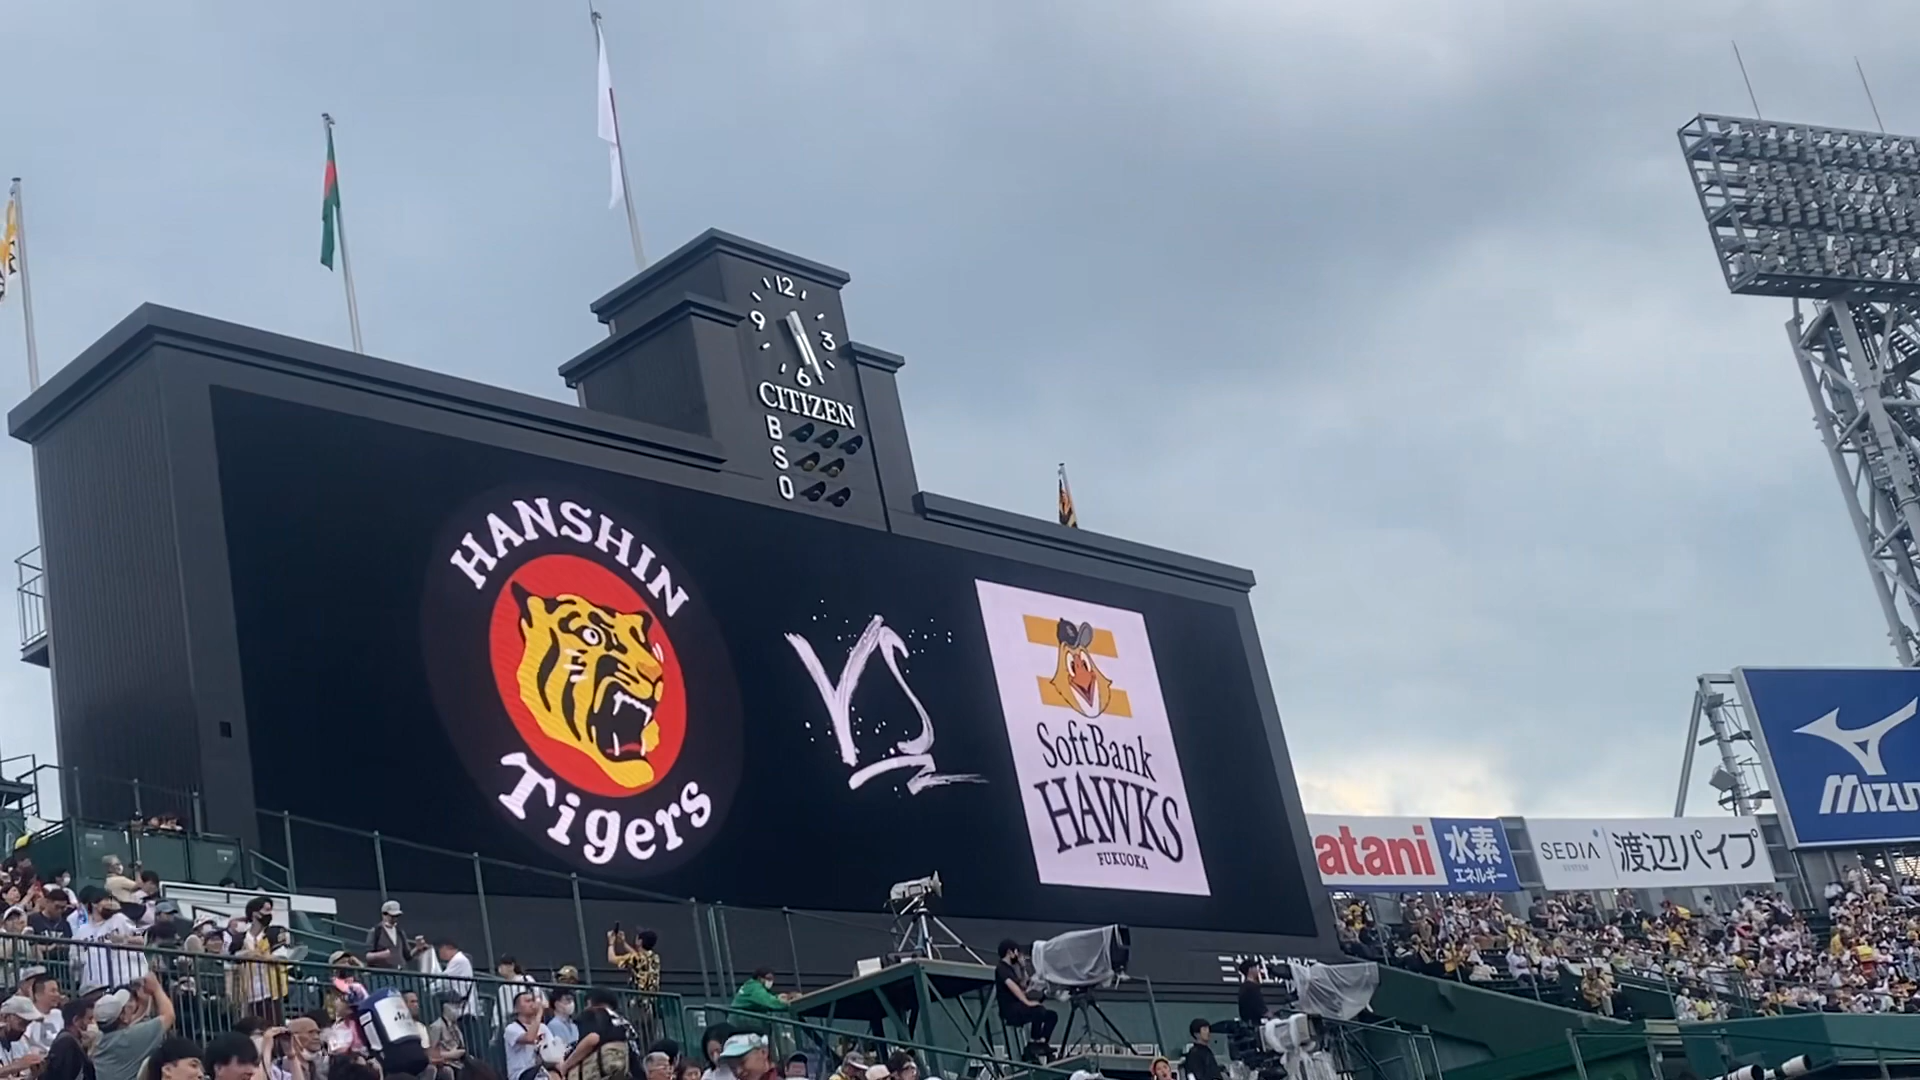 12
9
3
6
CITIZEN
B
S
O
HANSHIN
Tigers
VS
SoftBank
HAWKS
FUKUOKA
MIZU
atani
水素
エネルギー
SEDIA
SYSTEM
渡辺パイプ